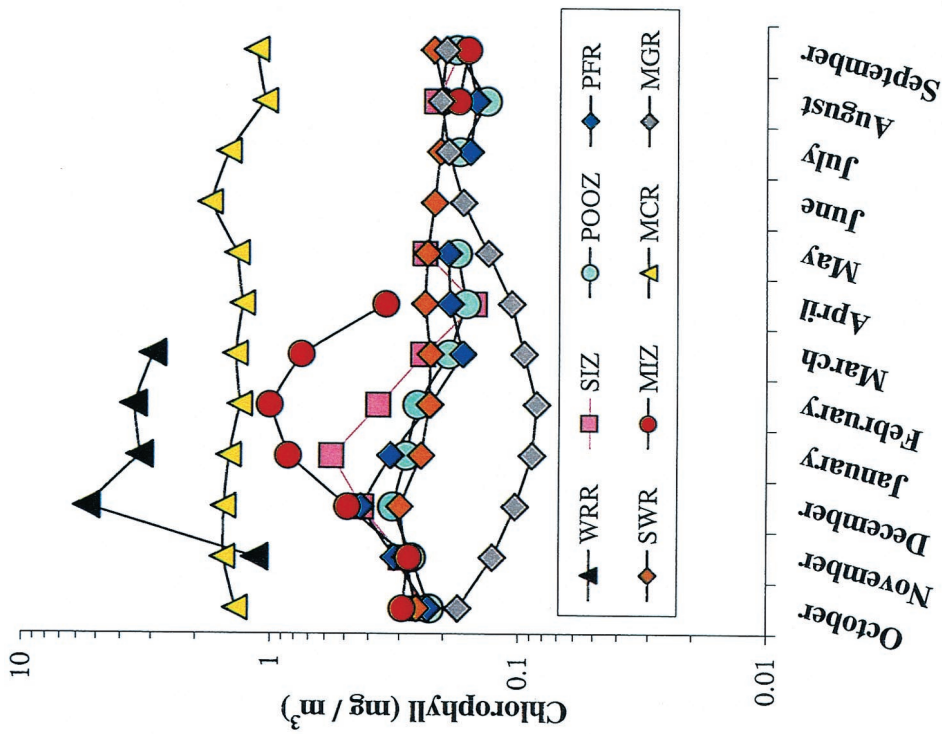 10
1
0.1
0.01
Chlorophyll (mg / m³)
WRR
SIZ
POOZ
PFR
SWR
MIZ
MCR
MGR
October
November
December
January
February
March
April
May
June
July
August
September